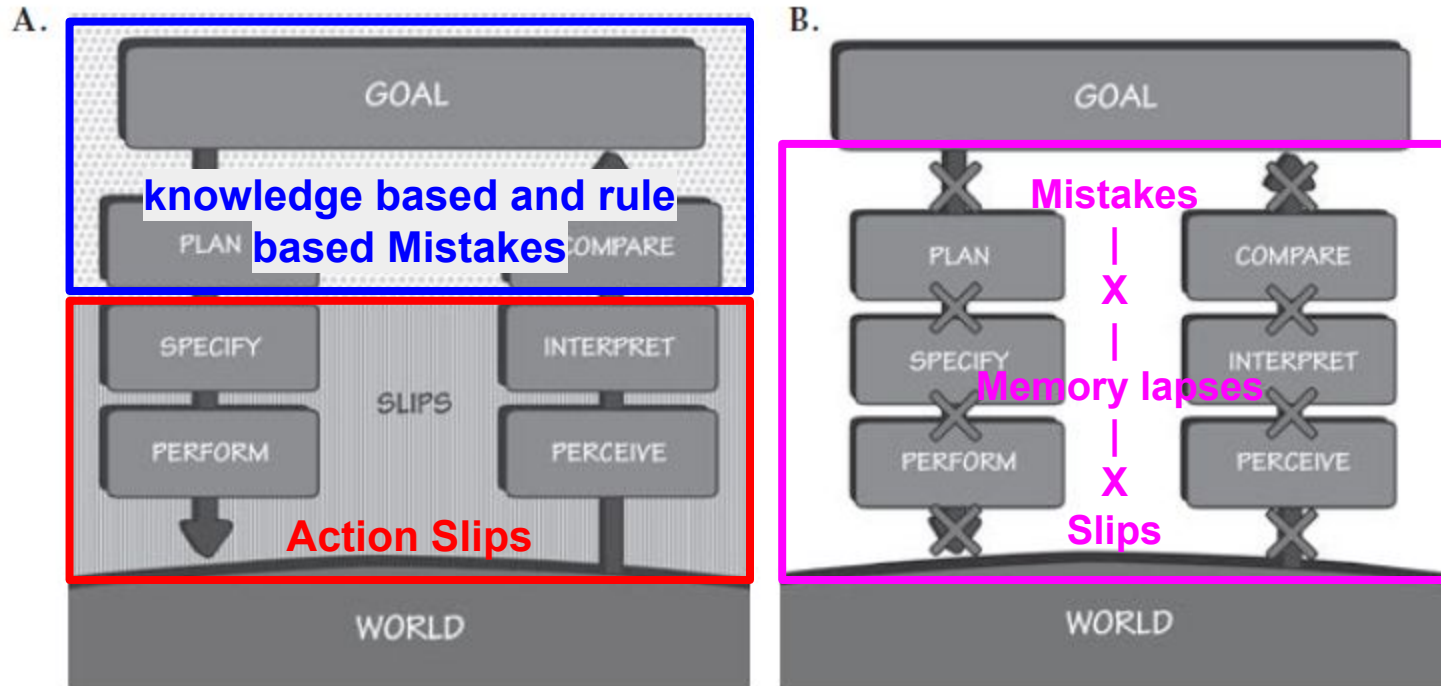 A.
GOAL
knowledge based and rule
based Mistakes
PLAN
COMPARE
SPECIFY
INTERPRET
SLIPS
PERFORM
PERCEIVE
Action Slips
WORLD
B.
GOAL
Mistakes
|
PLAN
COMPARE
X
|
SPECIFY
INTERPRET
Memory lapses
|
PERFORM
PERCEIVE
X
Slips
WORLD